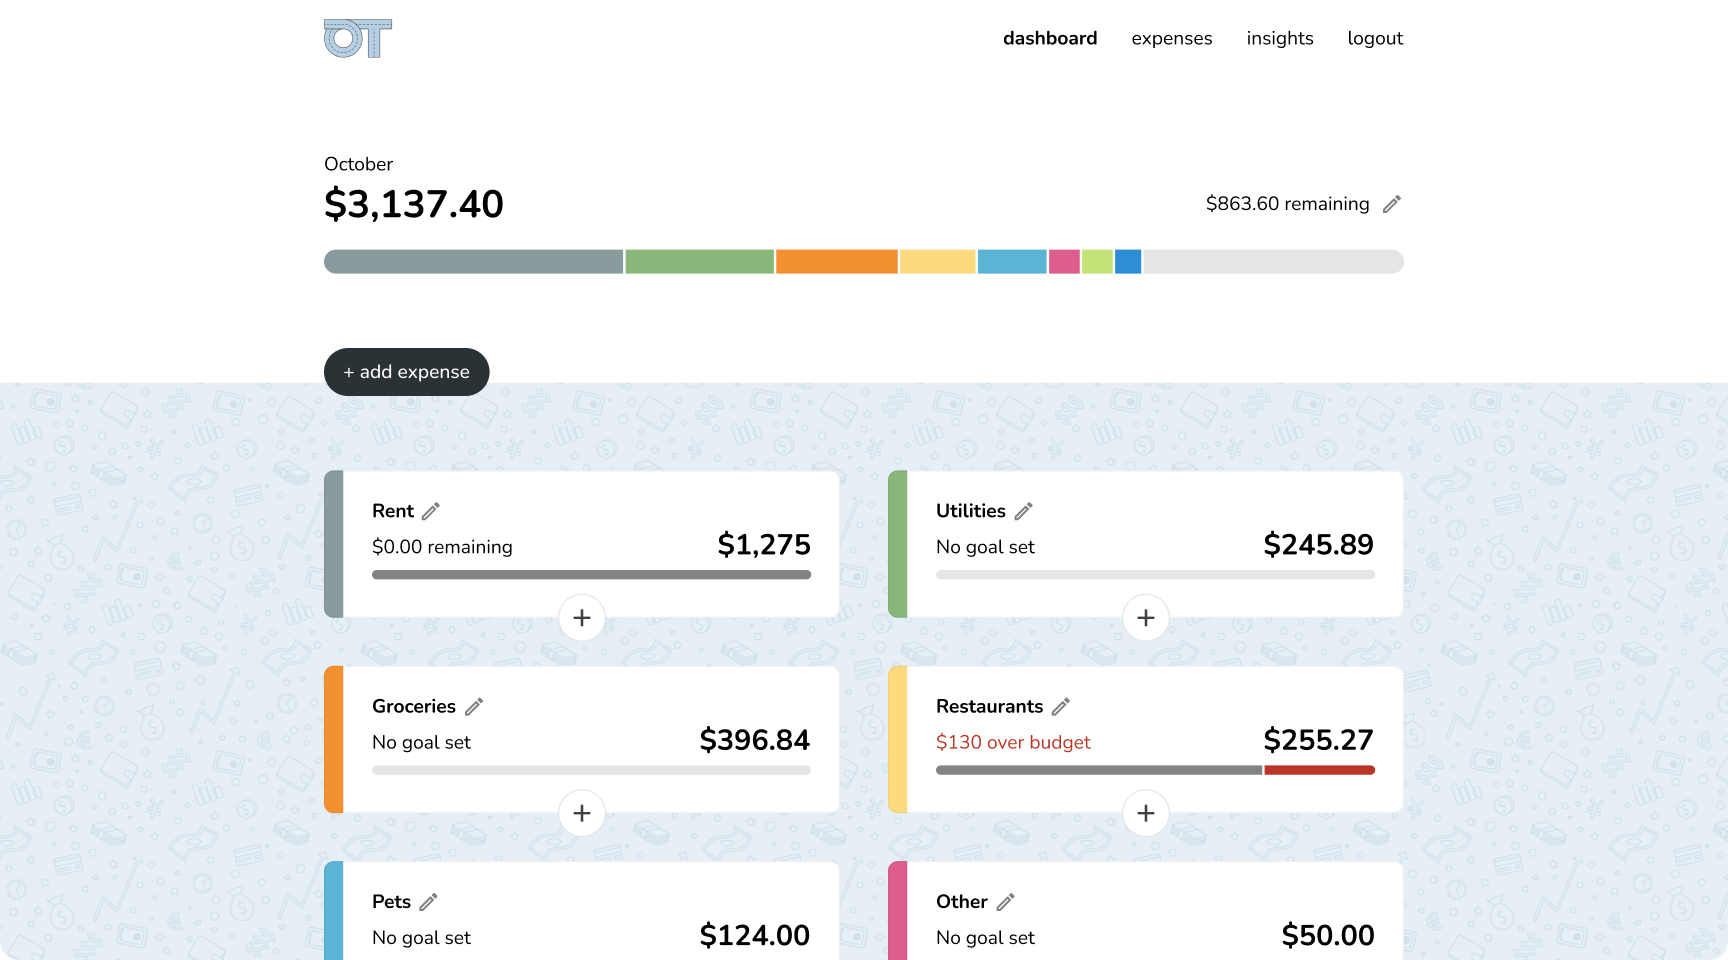 OT
dashboard expenses insights logout
October
$3,137.40
$863.60 remaining
+ add expense
Rent
$0.00 remaining $1,275
Utilities
No goal set $245.89
Groceries
No goal set $396.84
Restaurants
$130 over budget $255.27
Pets
No goal set $124.00
Other
No goal set $50.00